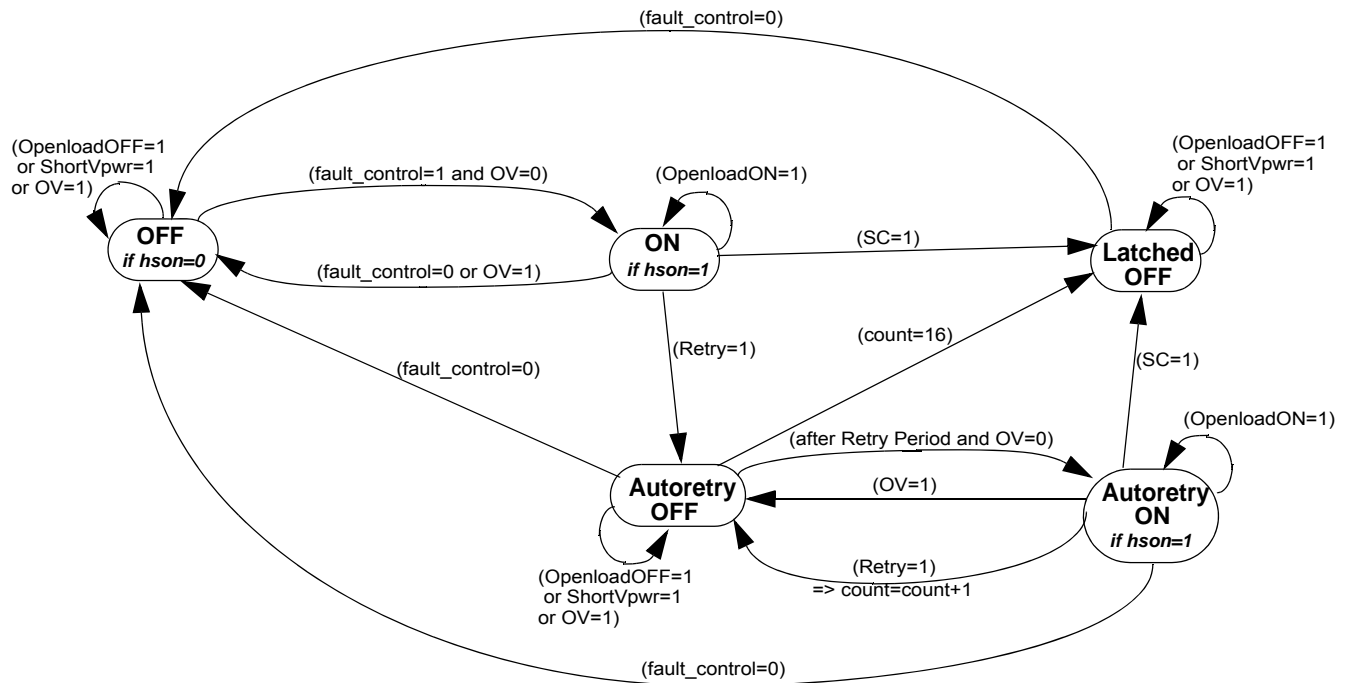 (fault_control=0)
(OpenloadOFF=1
or ShortVpwr=1
or OV=1)
(fault_control=1 and OV=0)
(OpenloadON=1)
(OpenloadOFF=1
or ShortVpwr=1
or OV=1)
OFF
if hson=0
(fault_control=0 or OV=1)
ON
if hson=1
(SC=1)
Latched
OFF
(fault_control=0)
(Retry=1)
(count=16)
(SC=1)
(OpenloadON=1)
(after Retry Period and OV=0)
Autoretry
OFF
(OV=1)
Autoretry
ON
if hson=1
(OpenloadOFF=1
or ShortVpwr=1
or OV=1)
(Retry=1)
=> count=count+1
(fault_control=0)